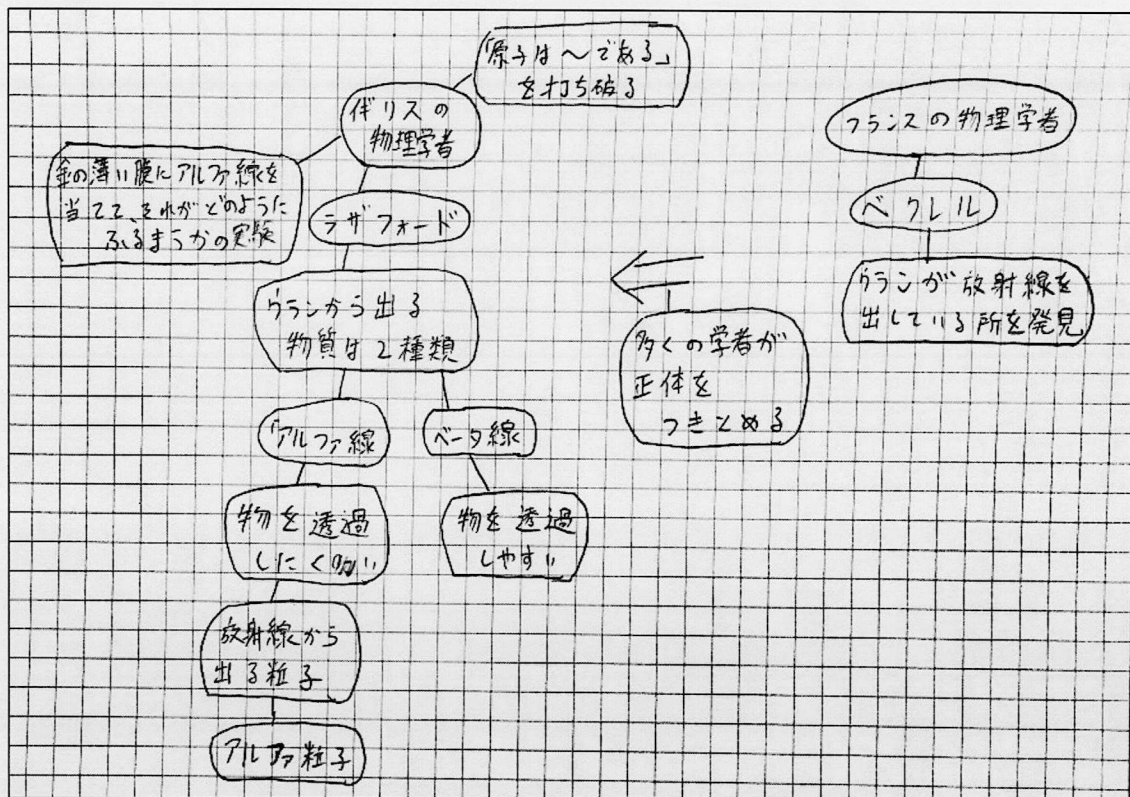 「原子は〜である」
を打ち破る
イギリスの
物理学者
金の薄い膜にアルファ線を
当てて、それがどのように
ふるまうかの実験
ラザフォード
ウランから出る
物質は2種類
アルファ線
ベータ線
物を透過
しにくい
物を透過
しやすい
放射線から
出る粒子
アルファ粒子
多くの学者が
正体を
つきとめる
フランスの物理学者
ベクレル
ウランが放射線を
出している所を発見